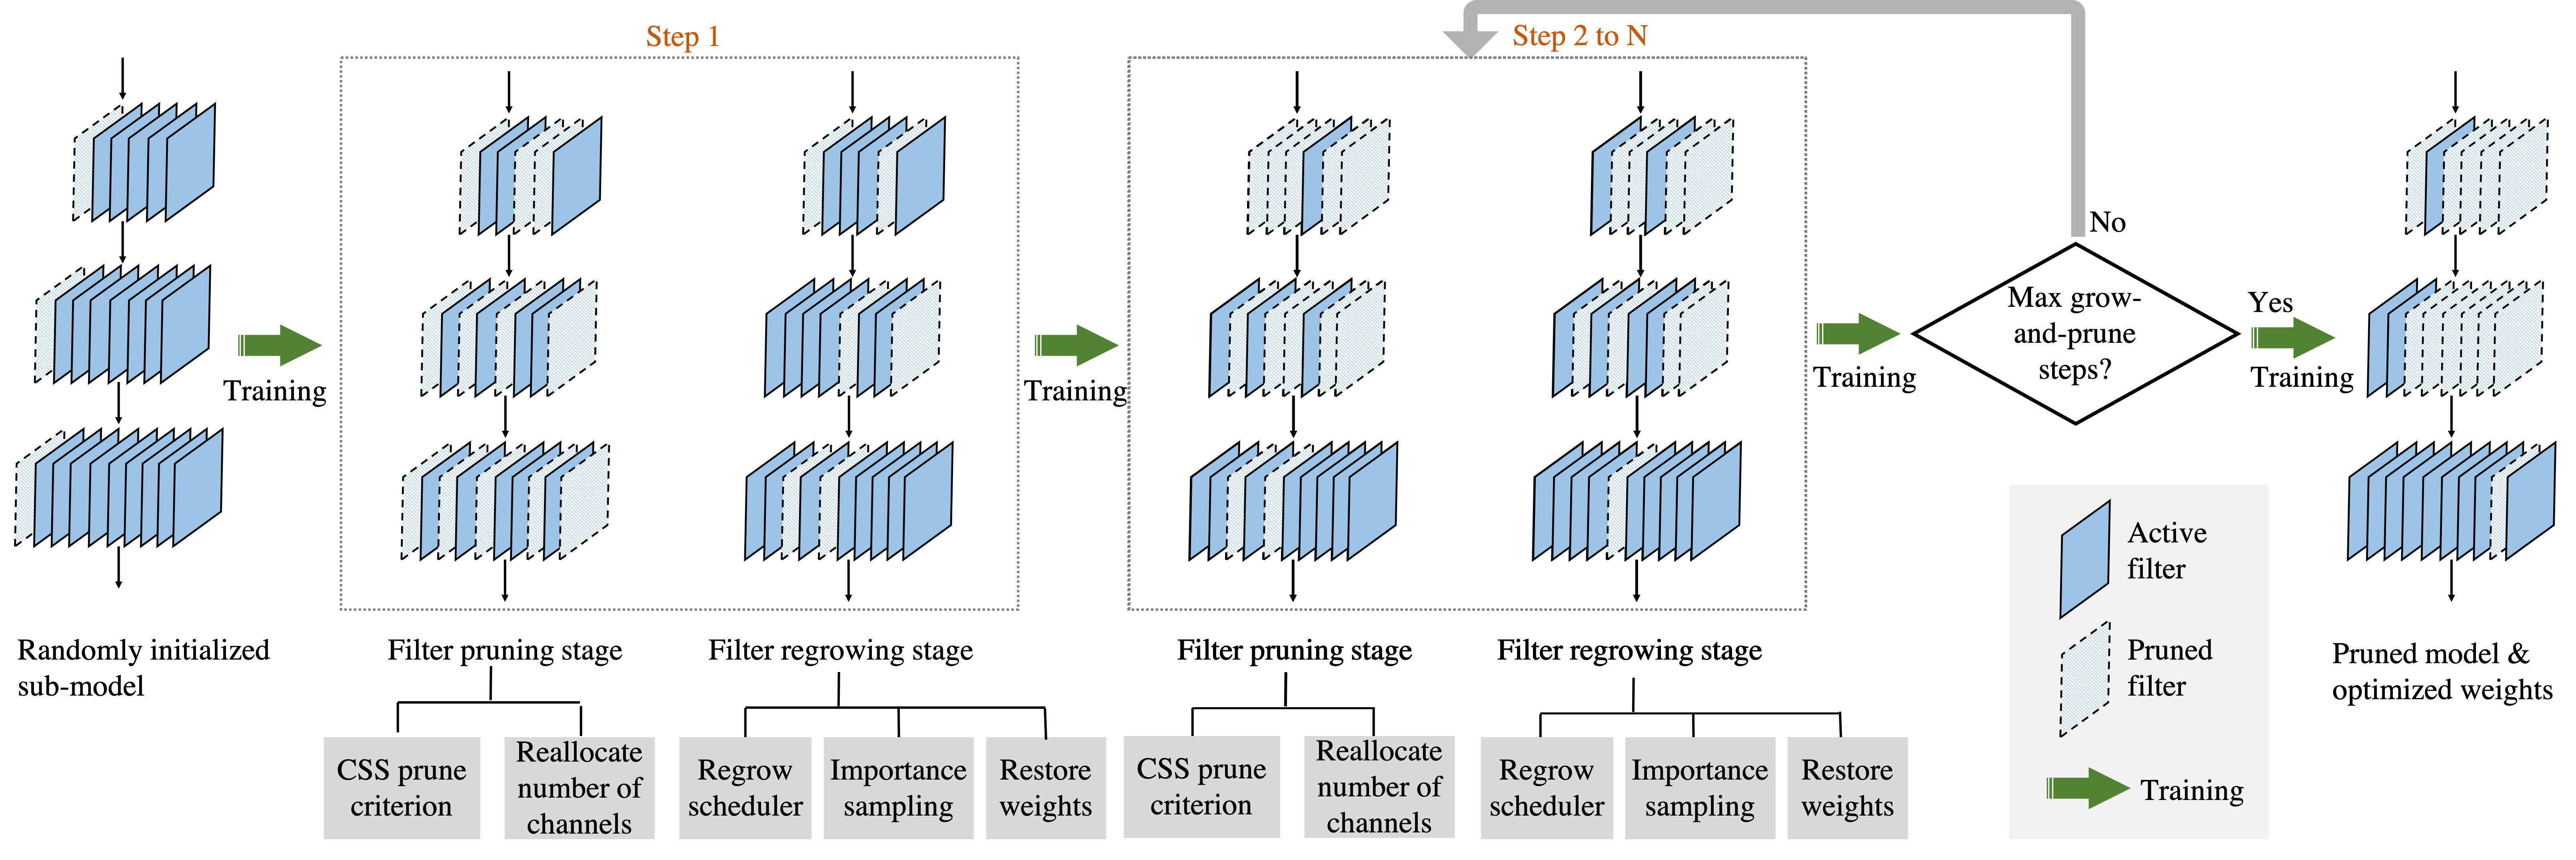 Step 1
Step 2 to N
No
Max grow-
and-prune
steps?
Yes
Training
Training
Training
Training
Active
filter
Pruned
filter
Training
Randomly initialized
sub-model
Filter pruning stage
Filter regrowing stage
Filter pruning stage
Filter regrowing stage
Pruned model &
optimized weights
CSS prune
criterion
Reallocate
number of
channels
Regrow
scheduler
Importance
sampling
Restore
weights
CSS prune
criterion
Reallocate
number of
channels
Regrow
scheduler
Importance
sampling
Restore
weights